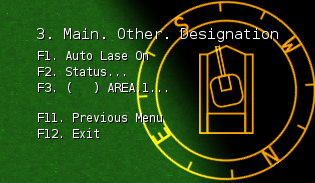 3. Main. Other. Designation
F1. Auto Lase On
F2. Status...
F3. (   ) AREA 1...
F11. Previous Menu
F12. Exit
S
W
E
N